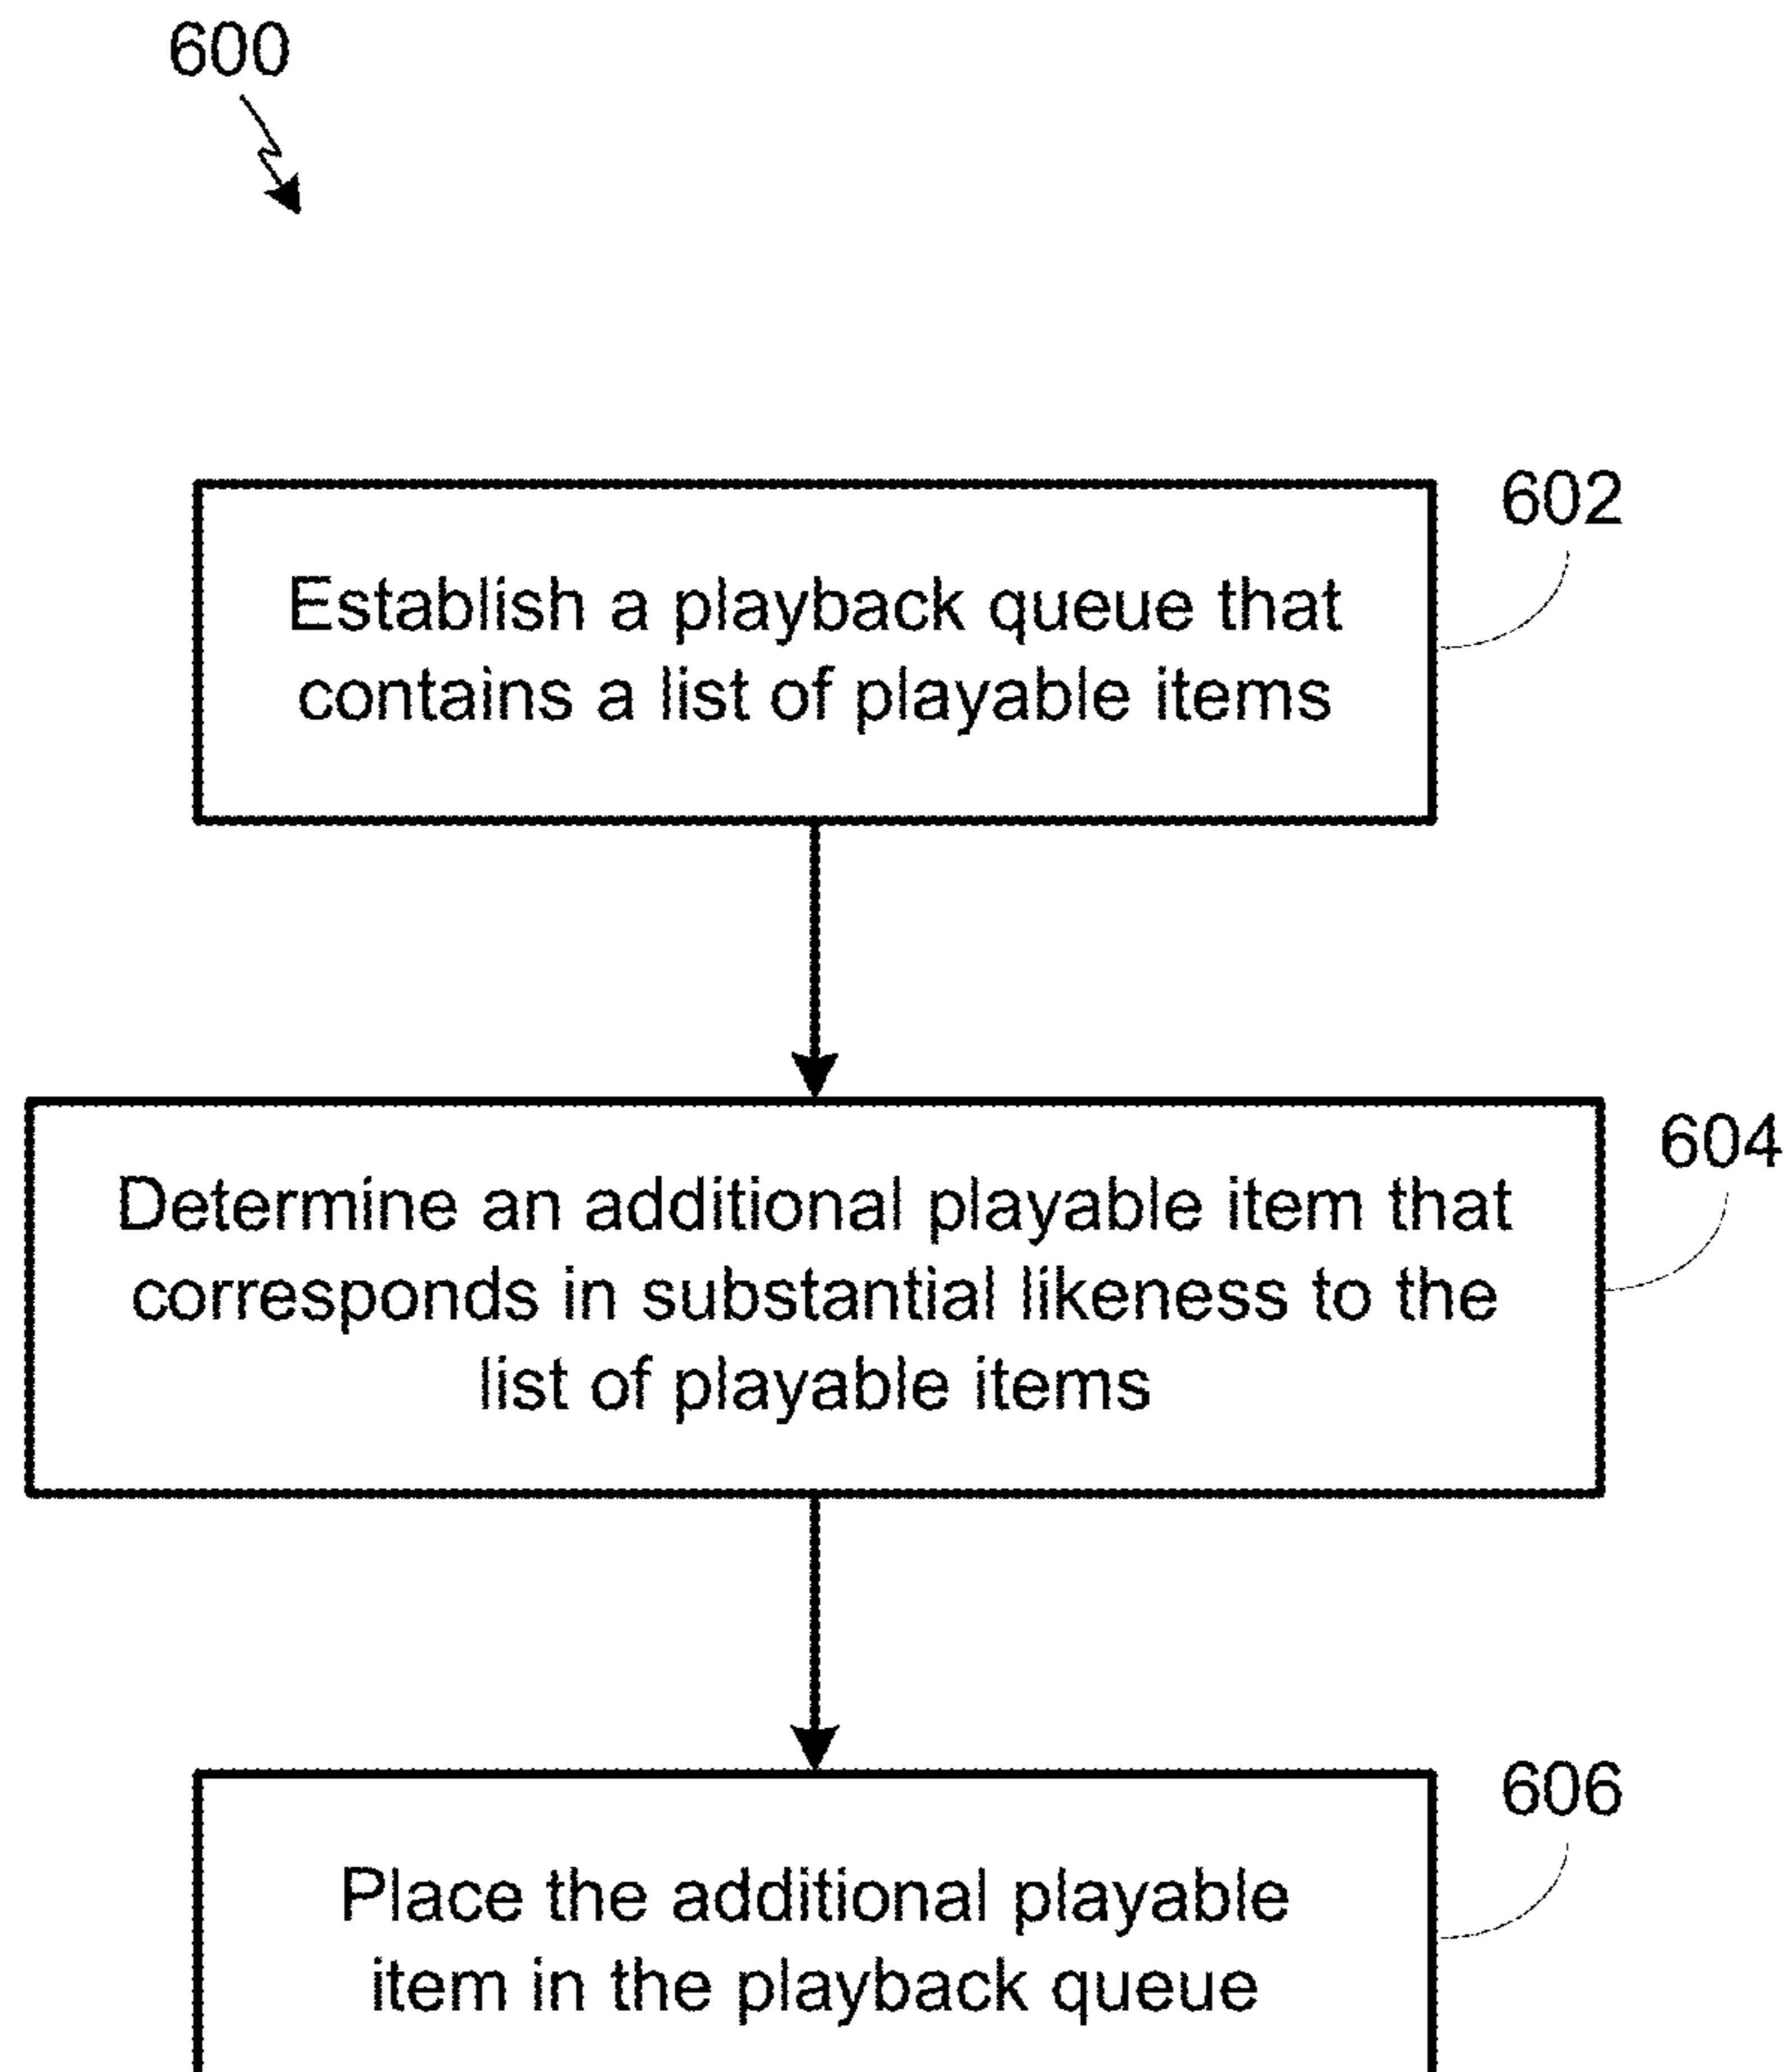 600
602
Establish a playback queue that
contains a list of playable items
604
Determine an additional playable item that
corresponds in substantial likeness to the
list of playable items
606
Place the additional playable
item in the playback queue